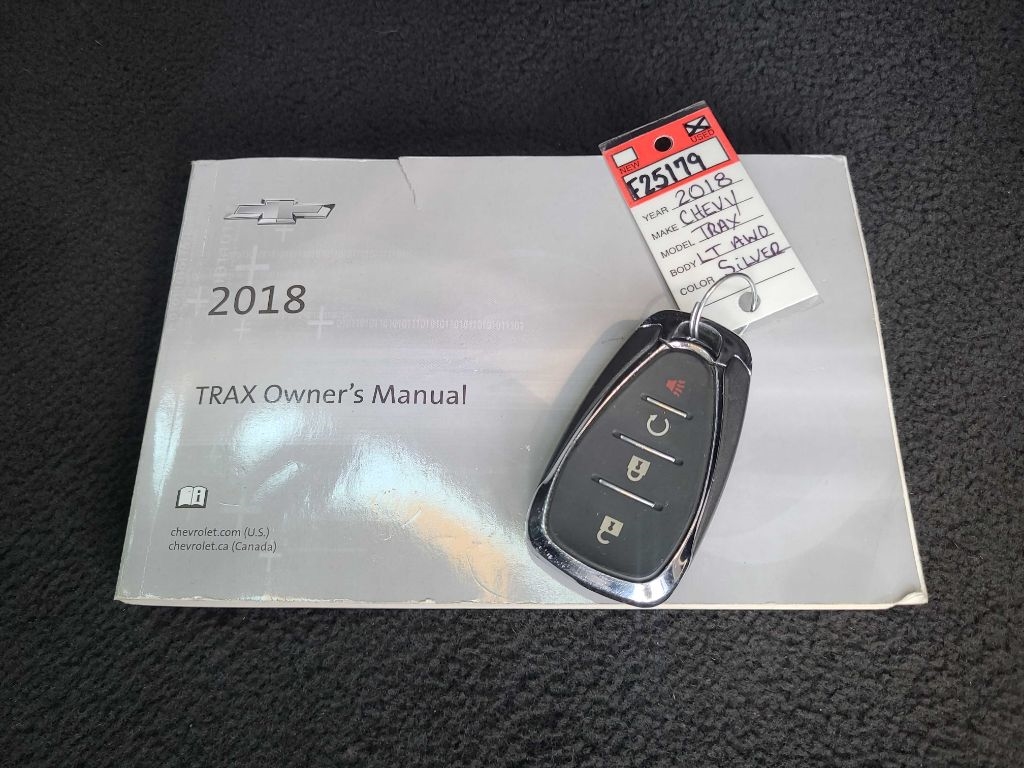 NEW
USED
F25179
YEAR 2018
MAKE CHEVY
MODEL TRAX
BODY LT AWD
COLOR SILVER
2018
TRAX Owner's Manual
i
chevrolet.com (U.S.)
chevrolet.ca (Canada)